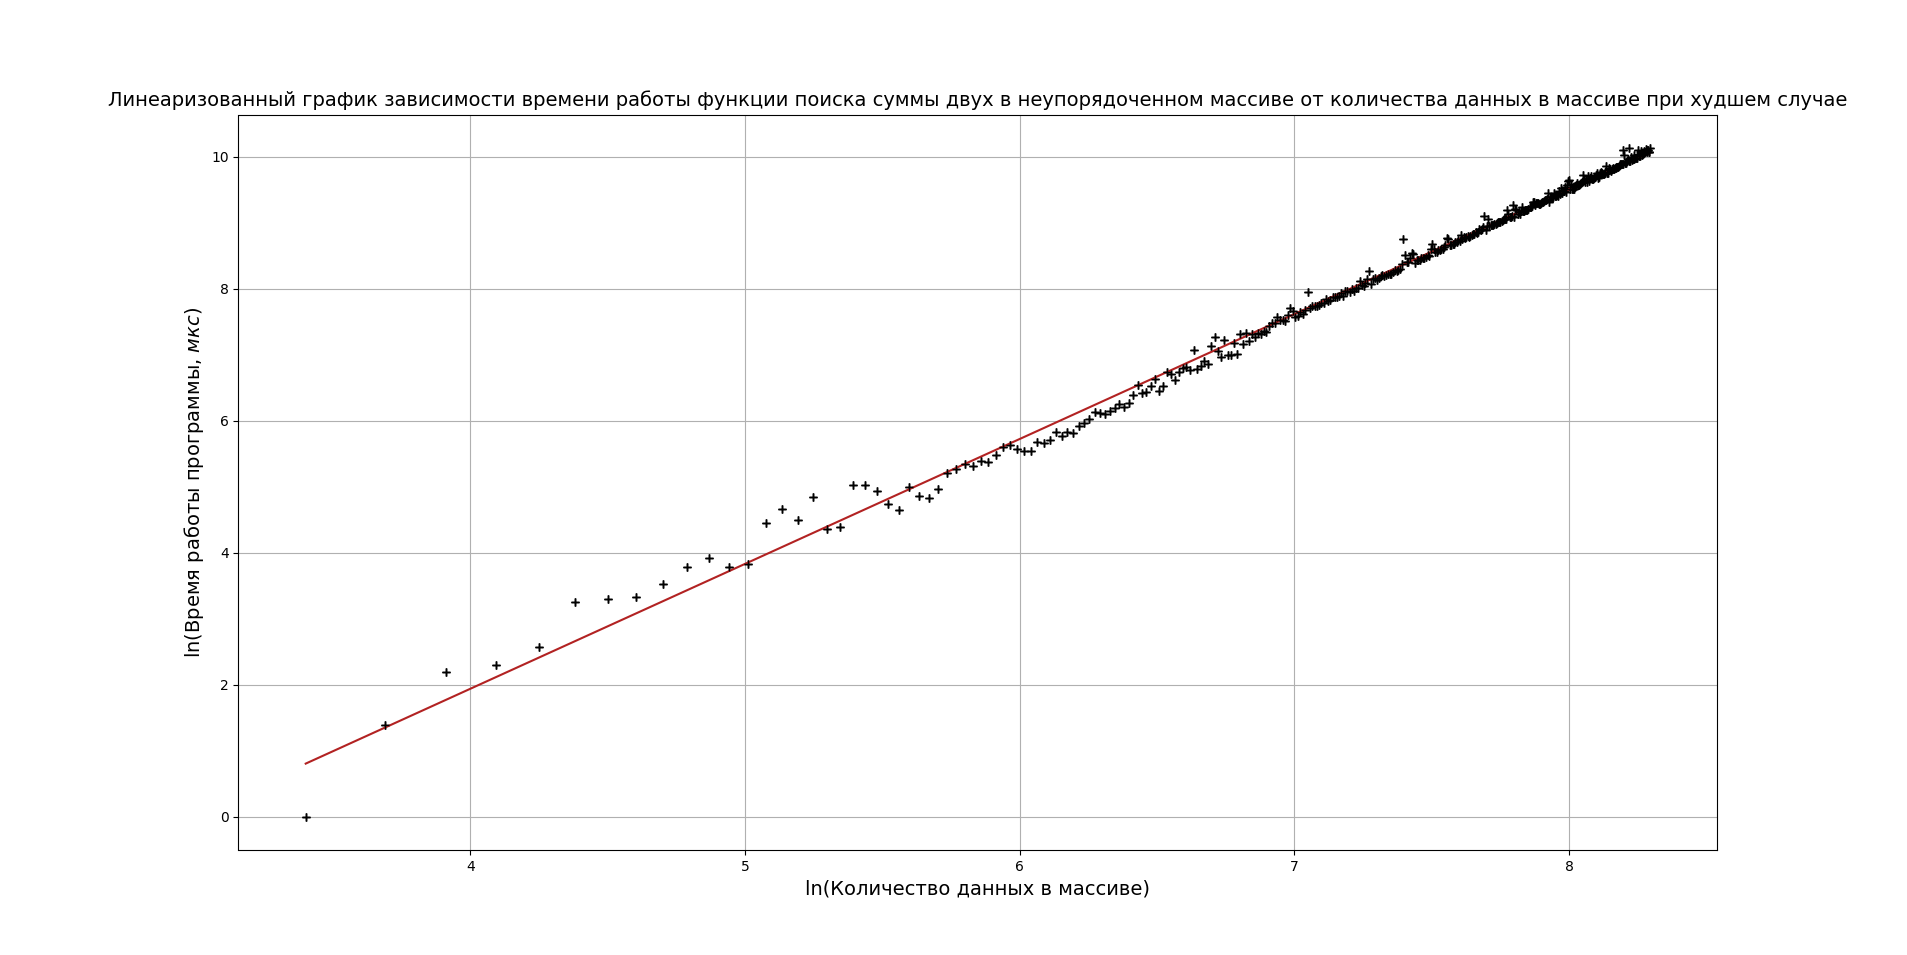 Линеаризованный график зависимости времени работы функции поиска суммы двух в неупорядоченном массиве от количества данных в массиве при худшем случае
ln(Время работы программы, мкс)
10
8
6
4
2
0
4 5 6 7 8
ln(Количество данных в массиве)